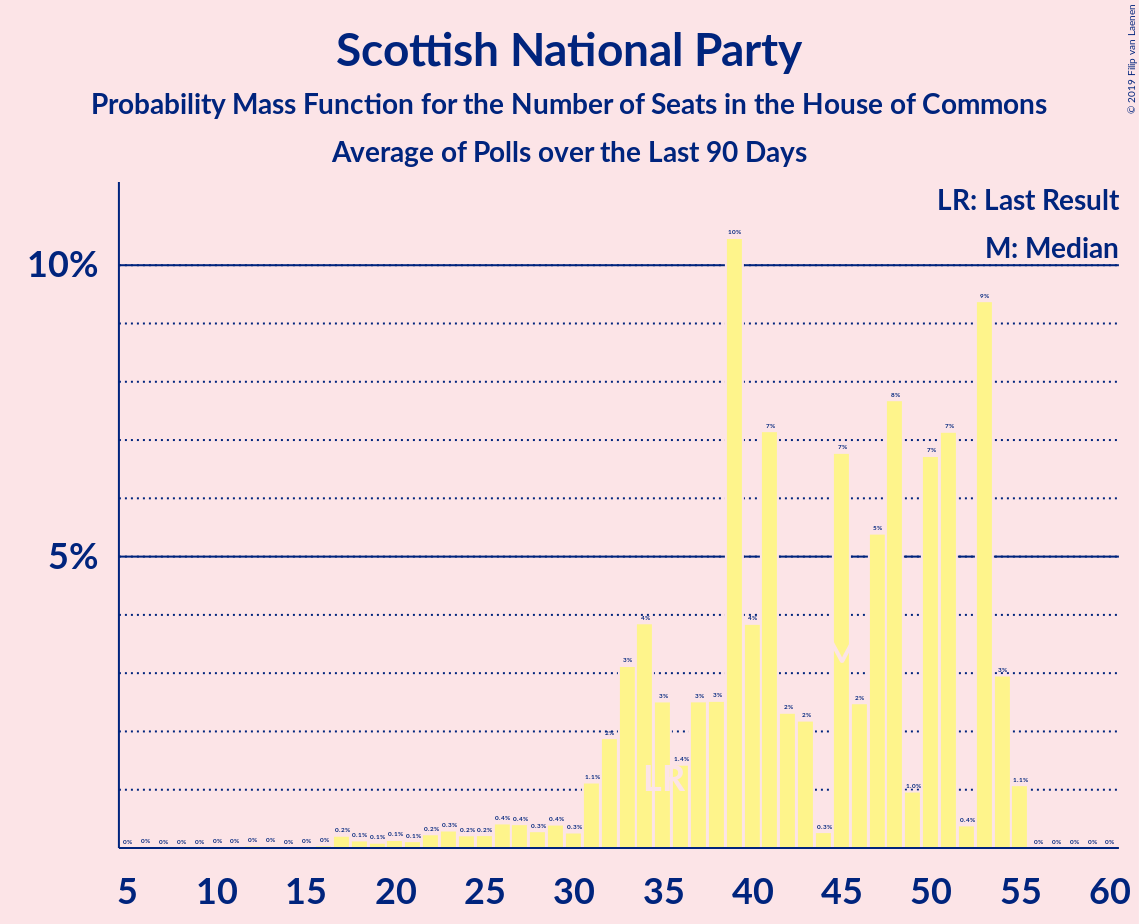 © 2019 Filip van Laenen
Scottish National Party
Probability Mass Function for the Number of Seats in the House of Commons
Average of Polls over the Last 90 Days
LR: Last Result
M: Median
10%
5%
0% 0% 0% 0% 0% 0% 0% 0% 0% 0% 0% 0% 0.2% 0.1% 0.1% 0.1% 0.1% 0.2% 0.3% 0.2% 0.2% 0.4% 0.4% 0.3% 0.4% 0.3% 1.1% 2% 3% 4% 3% 1.4% 3% 3% 10% 4% 7% 2% 2% 0.3% 7% 2% 5% 8% 1.0% 7% 7% 0.4% 9% 3% 1.1% 0% 0% 0% 0% 0%
LR
5 10 15 20 25 30 35 40 45 50 55 60